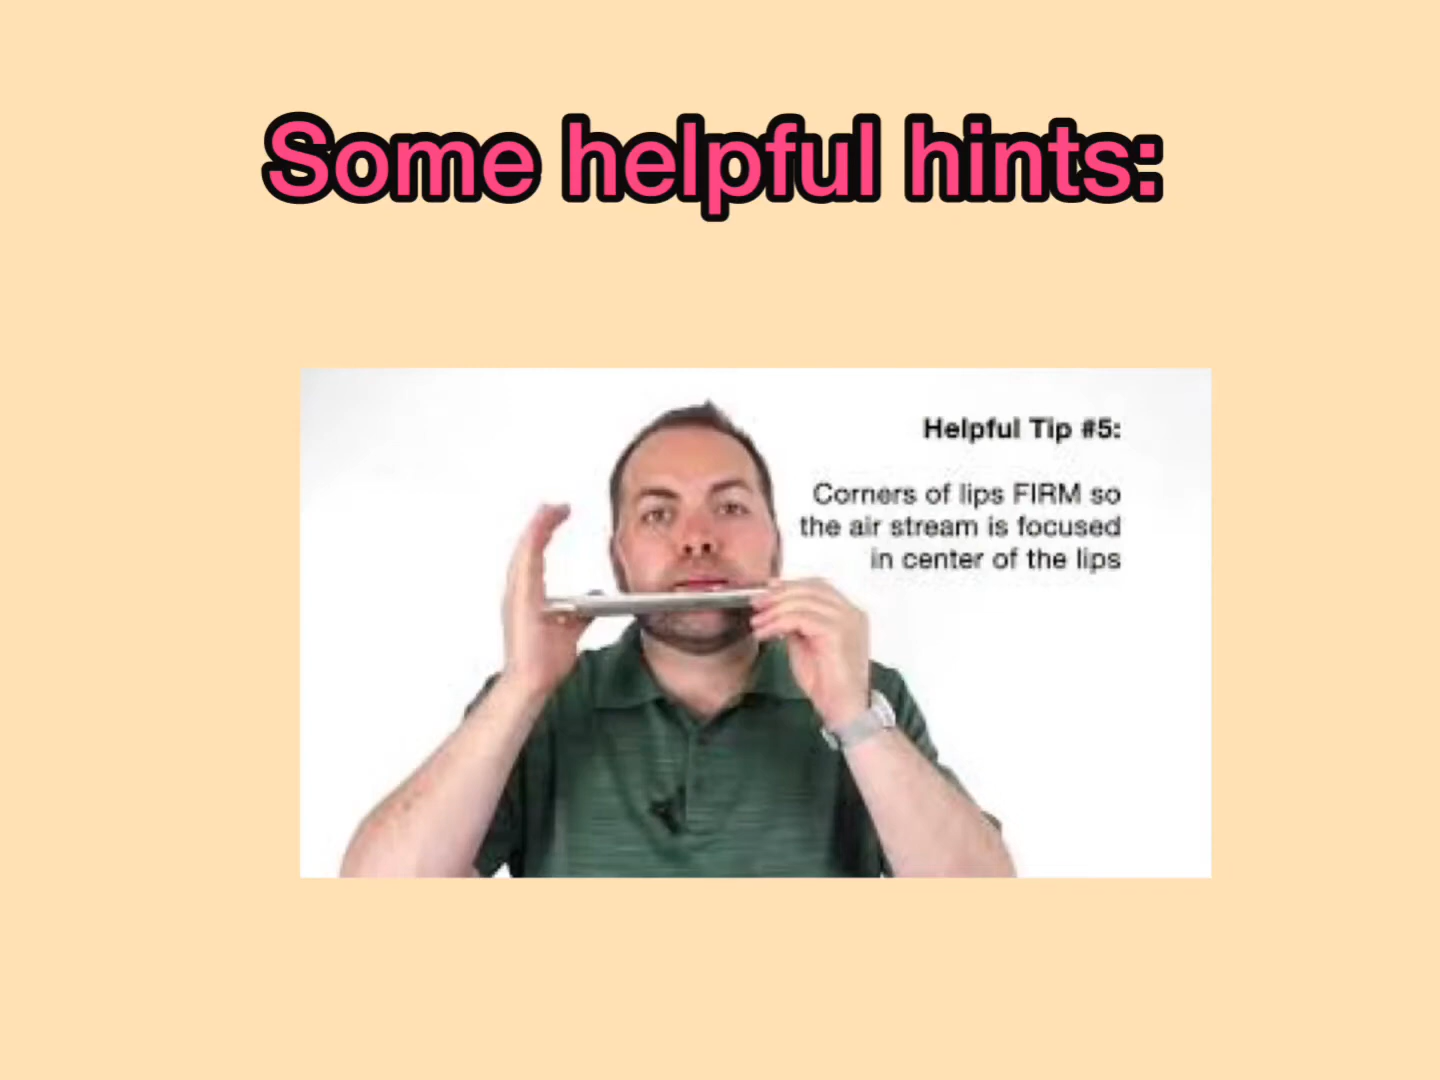 Some helpful hints:
Helpful Tip #5:
Corners of lips FIRM so
the air stream is focused
in center of the lips